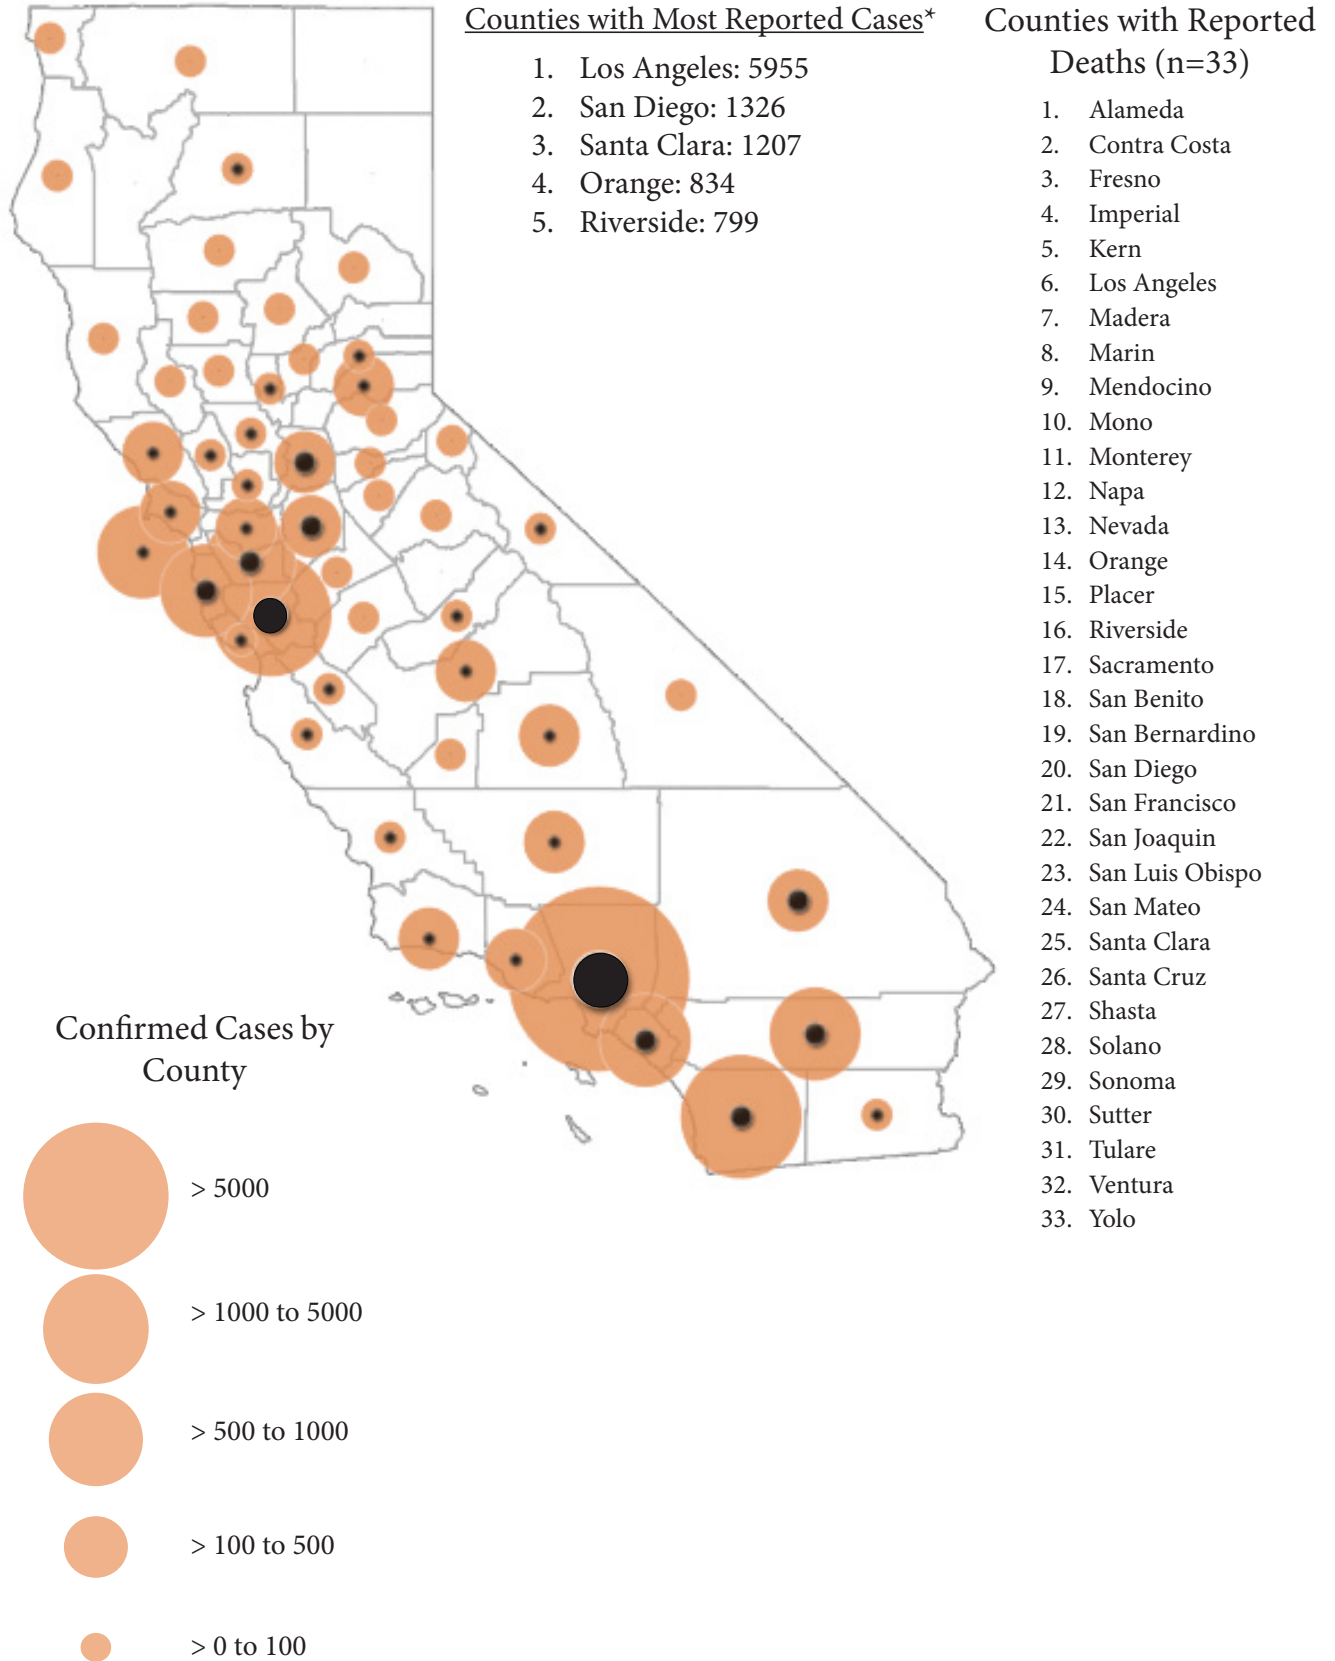 Counties with Most Reported Cases*
1. Los Angeles: 5955
2. San Diego: 1326
3. Santa Clara: 1207
4. Orange: 834
5. Riverside: 799
Counties with Reported
Deaths (n=33)
1. Alameda
2. Contra Costa
3. Fresno
4. Imperial
5. Kern
6. Los Angeles
7. Madera
8. Marin
9. Mendocino
10. Mono
11. Monterey
12. Napa
13. Nevada
14. Orange
15. Placer
16. Riverside
17. Sacramento
18. San Benito
19. San Bernardino
20. San Diego
21. San Francisco
22. San Joaquin
23. San Luis Obispo
24. San Mateo
25. Santa Clara
26. Santa Cruz
27. Shasta
28. Solano
29. Sonoma
30. Sutter
31. Tulare
32. Ventura
33. Yolo
Confirmed Cases by
County
> 5000
> 1000 to 5000
> 500 to 1000
> 100 to 500
> 0 to 100